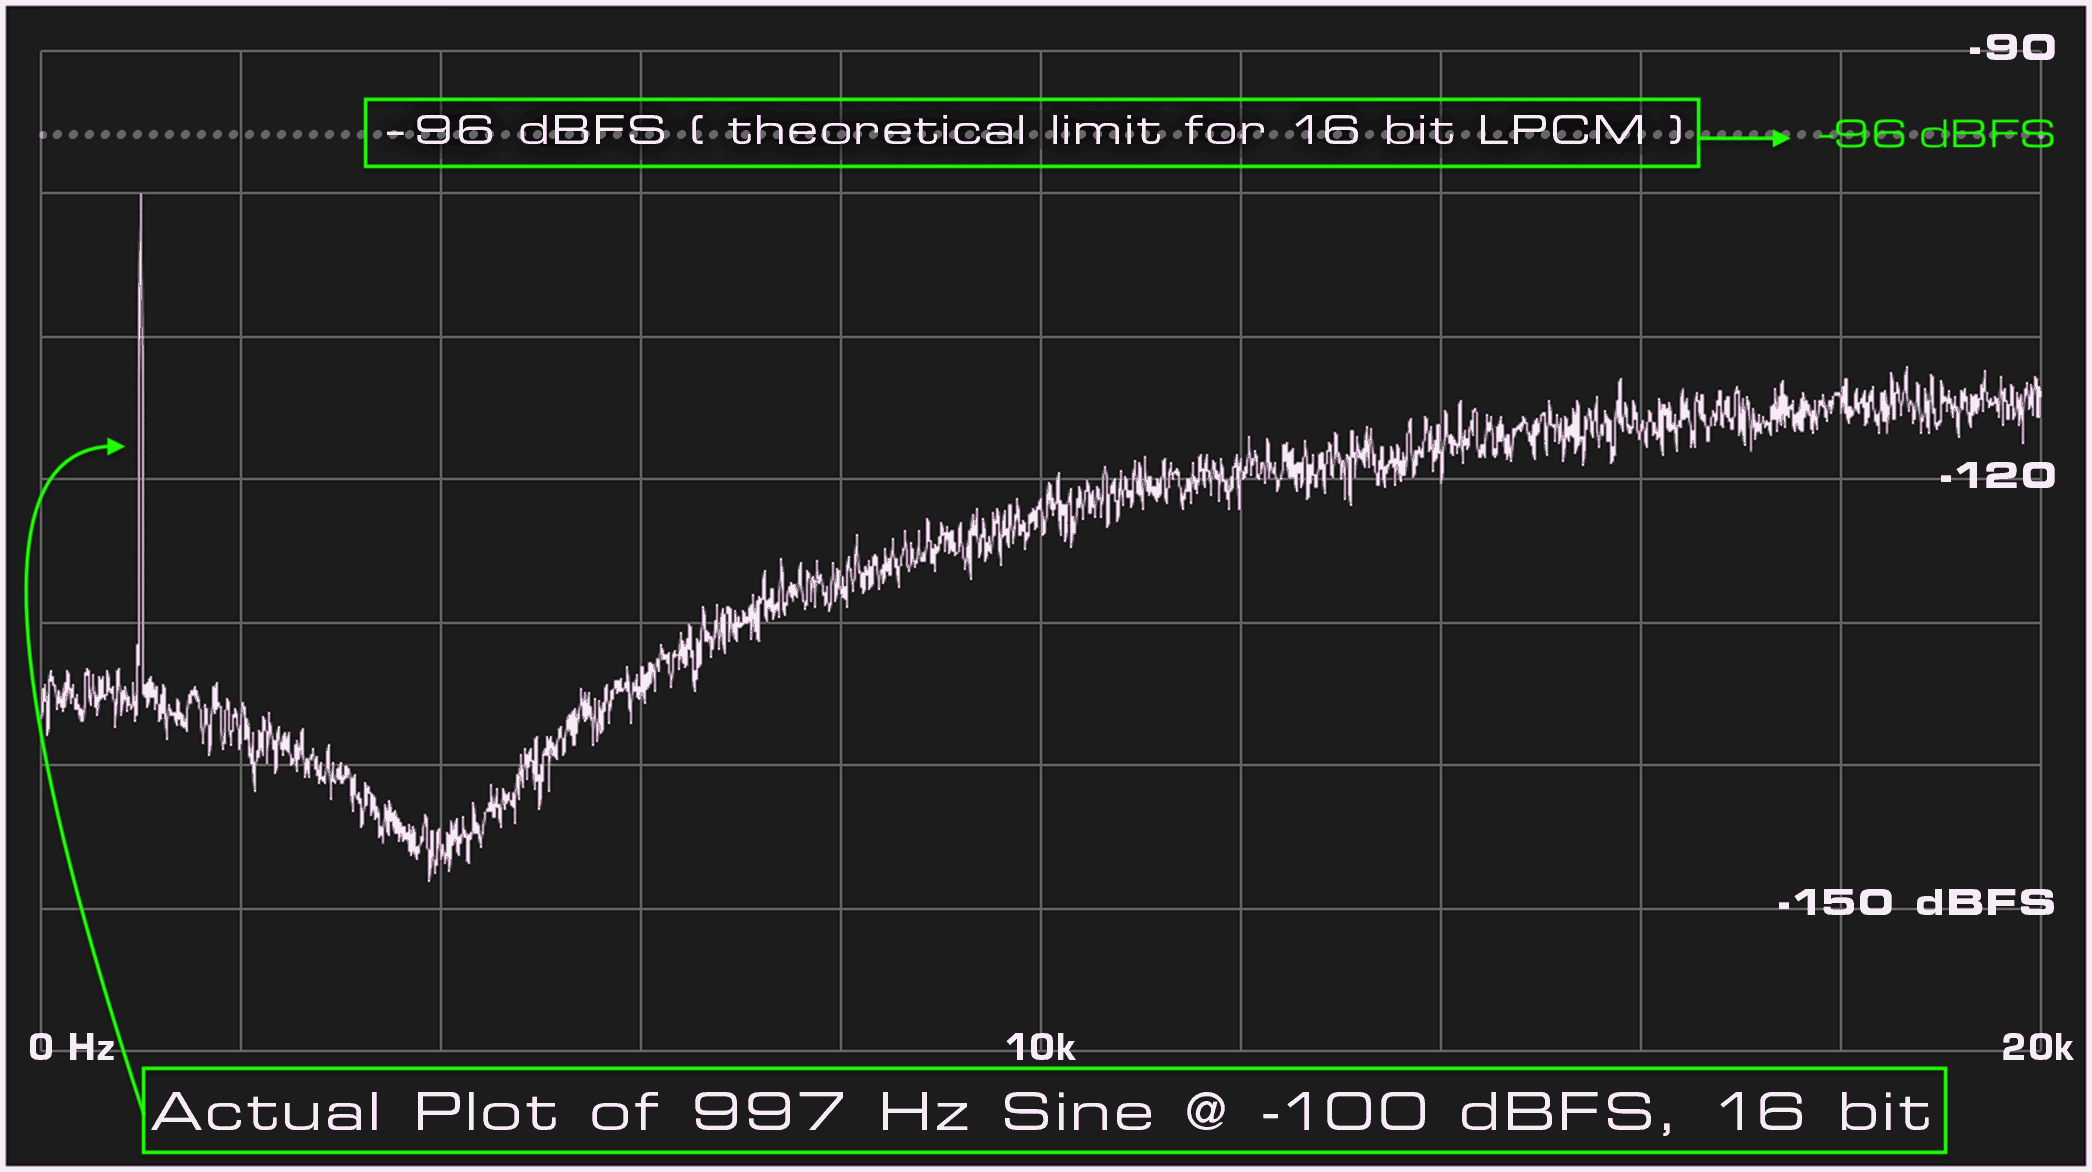 -90
-96 dBFS ( theoretical limit for 16 bit LPCM )
-96 dBFS
-120
-150 dBFS
0 Hz
10k
20k
Actual Plot of 997 Hz Sine @ -100 dBFS, 16 bit